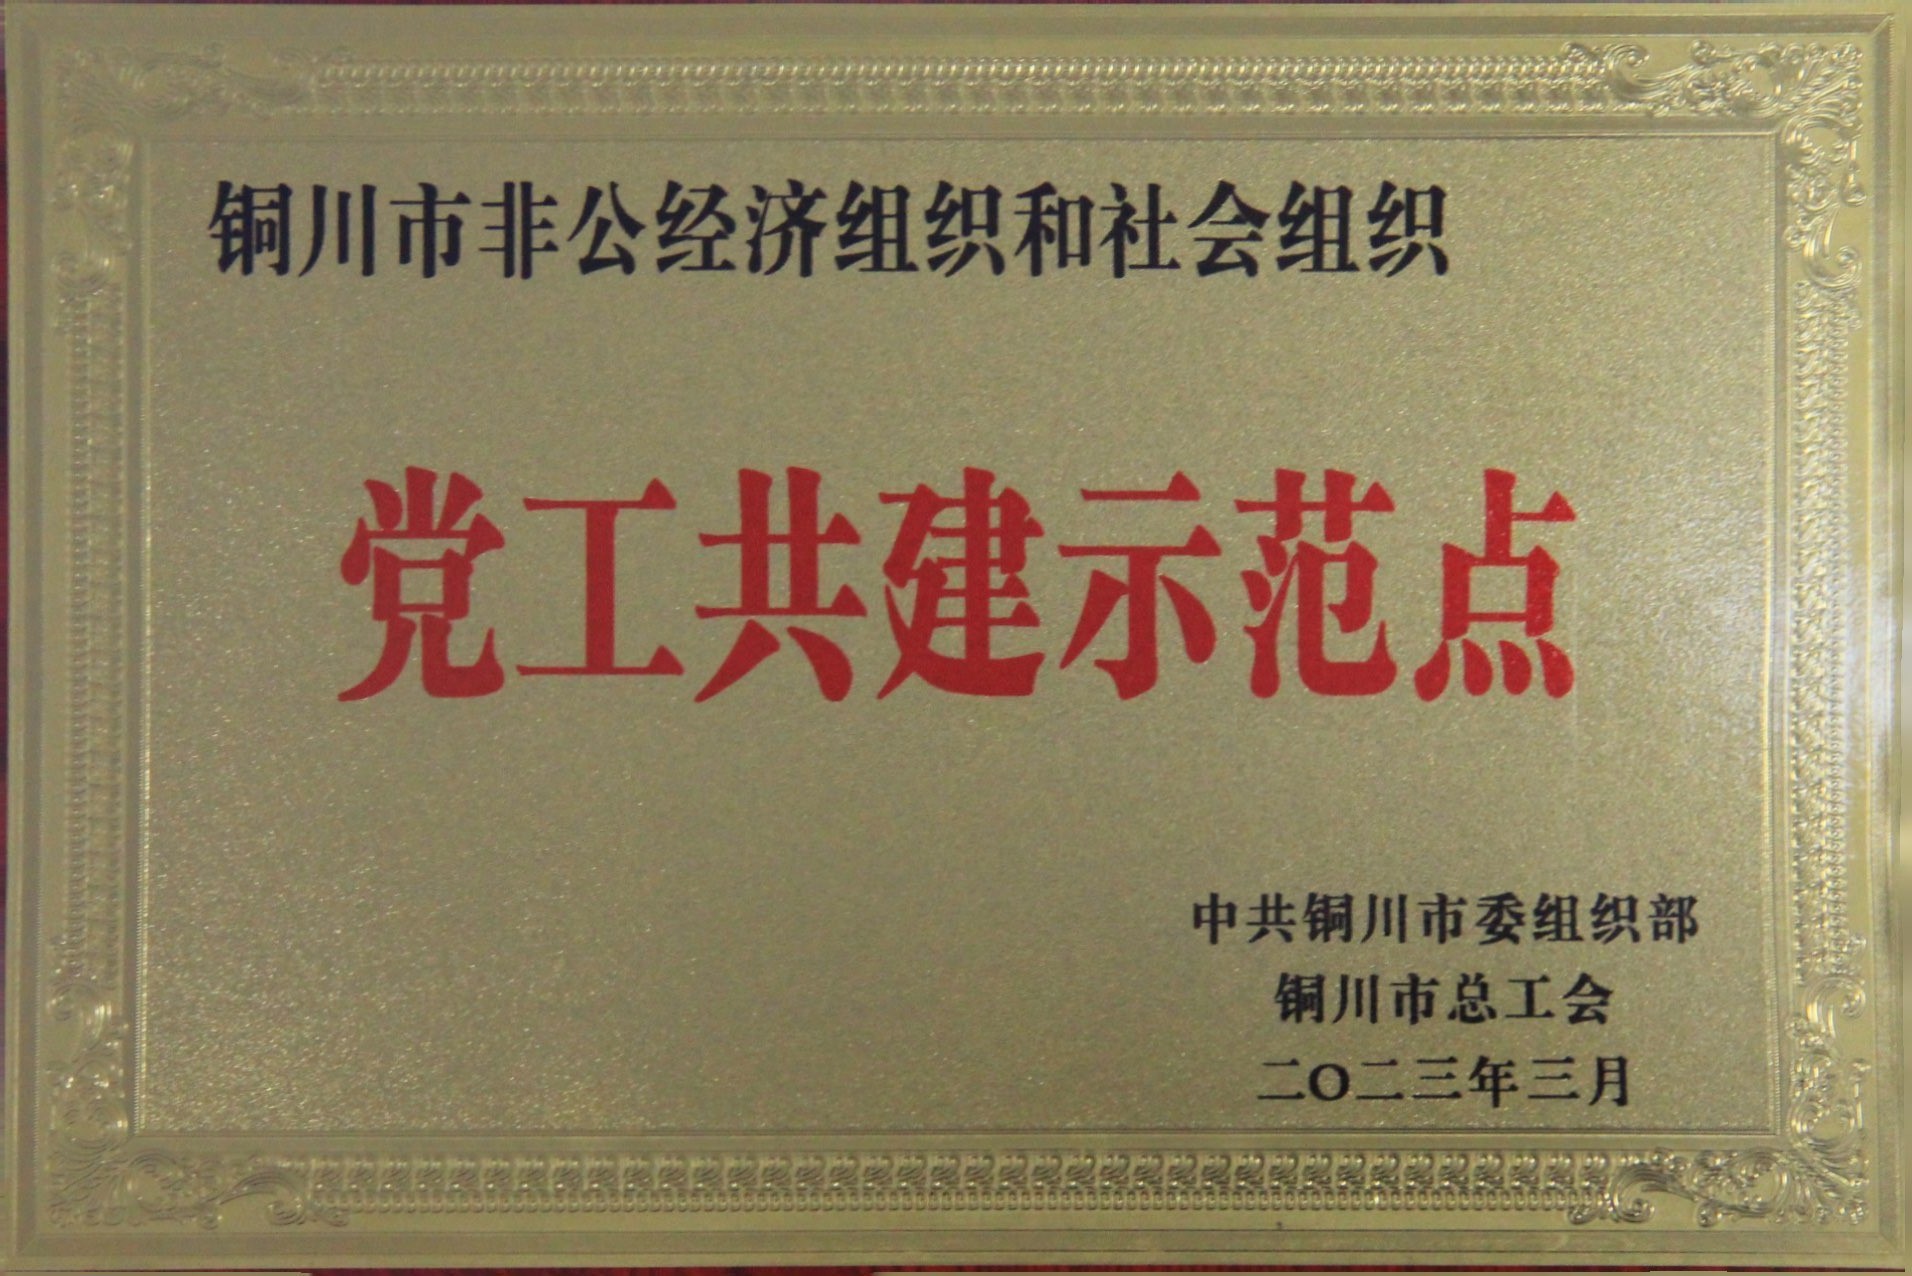 铜川市非公经济组织和社会组织
党工共建示范点
中共铜川市委组织部
铜川市总工会
二〇二三年三月